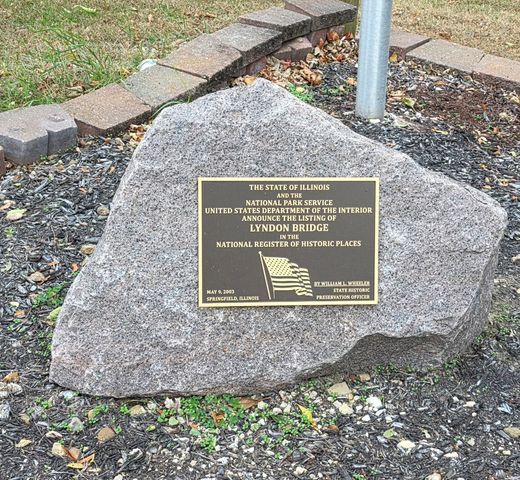 THE STATE OF ILLINOIS
AND THE
NATIONAL PARK SERVICE
UNITED STATES DEPARTMENT OF THE INTERIOR
ANNOUNCE THE LISTING OF
LYNDON BRIDGE
IN THE
NATIONAL REGISTER OF HISTORIC PLACES
MAY 9, 2003
SPRINGFIELD, ILLINOIS
BY WILLIAM L. WHEELER
STATE HISTORIC
PRESERVATION OFFICER